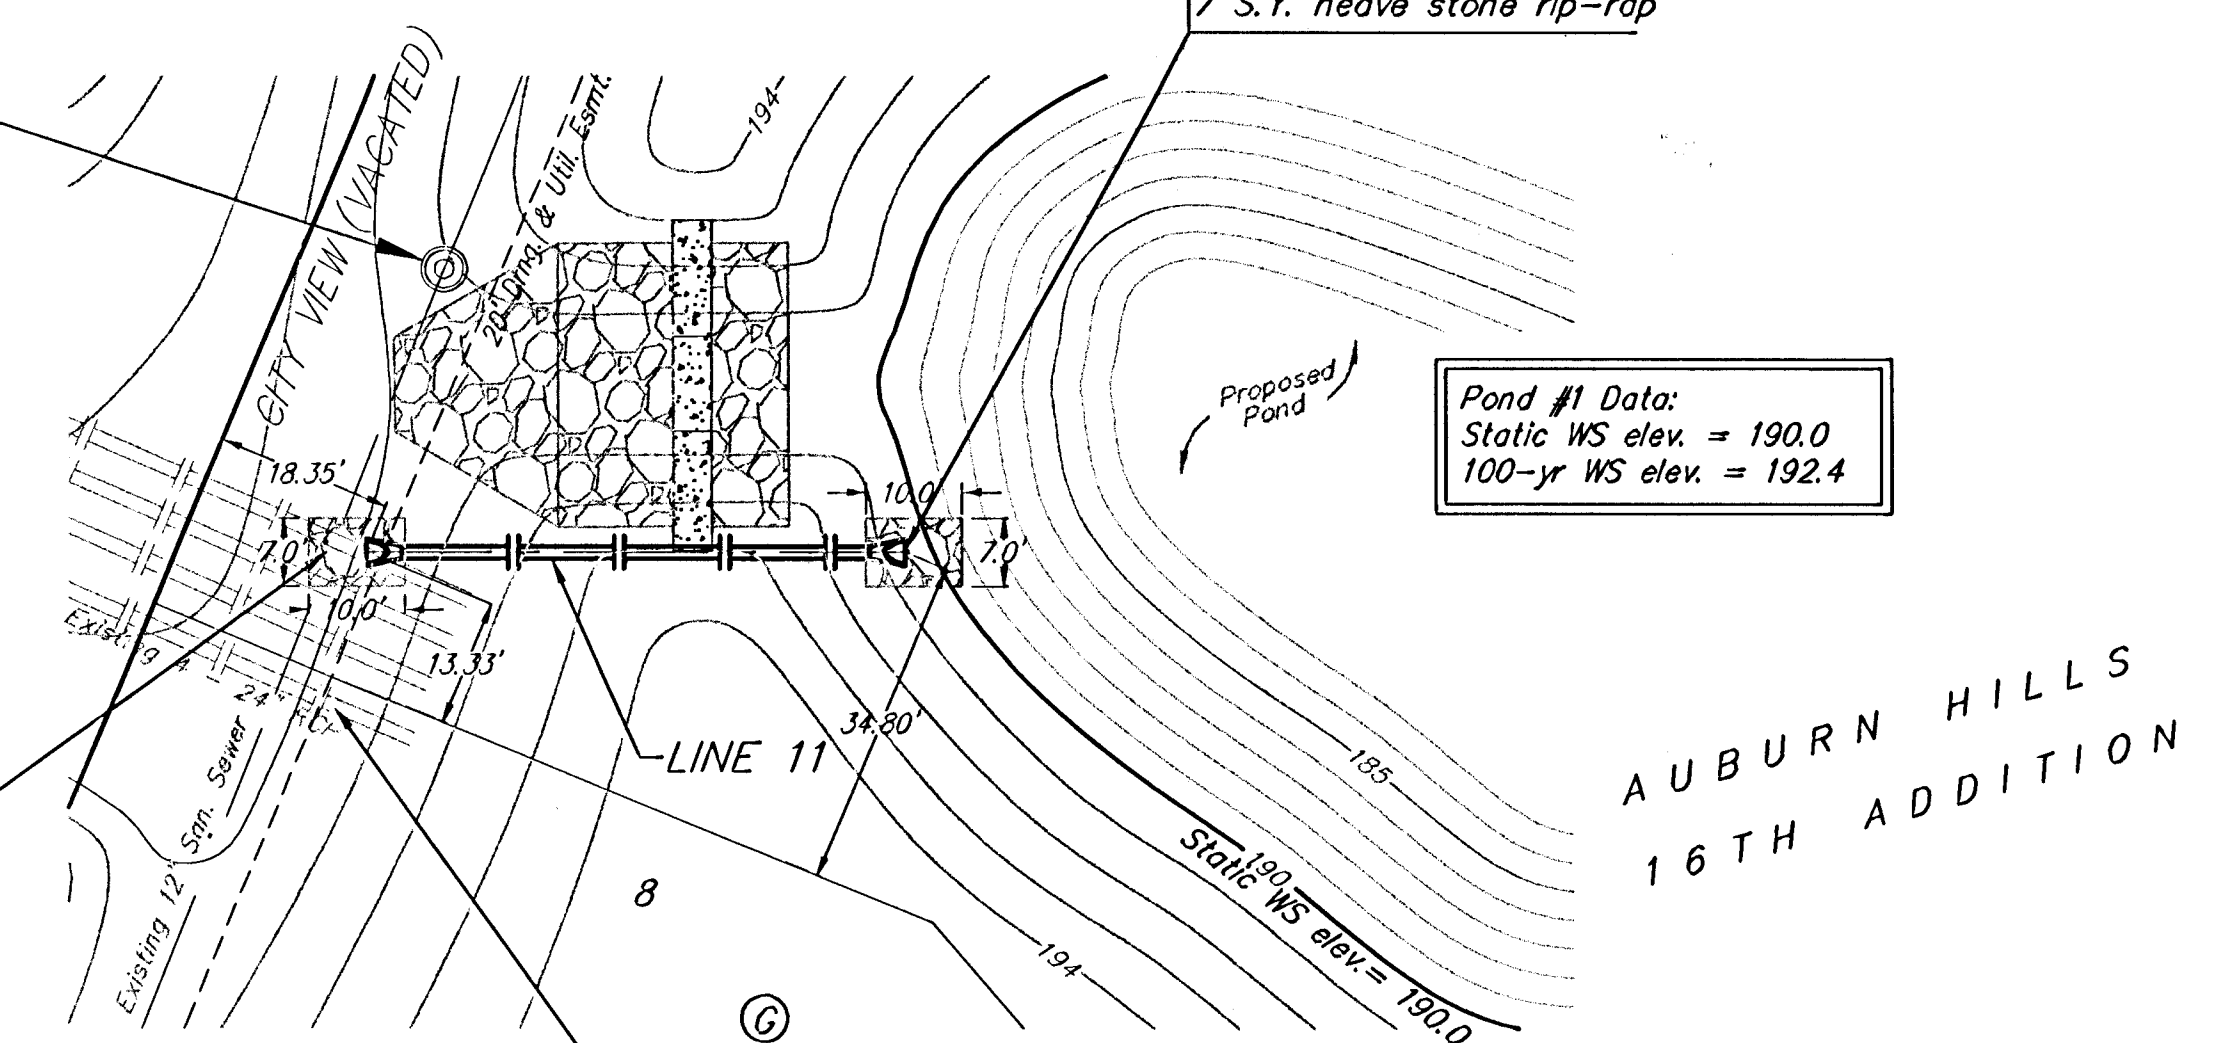 7 S.Y. heave stone rip-rap
CITY VIEW (VACATED)
20' Drng. & Util. Esmt.
194
Proposed
Pond
Pond #1 Data:
Static WS elev. = 190.0
100-yr WS elev. = 192.4
18.35'
10.0'
7.0'
7.0'
10.0'
Existing
24"
13.33'
34.80'
LINE 11
185
AUBURN HILLS
16TH ADDITION
Existing 12" San. Sewer
8
190
Static WS elev.= 190.0
194
G